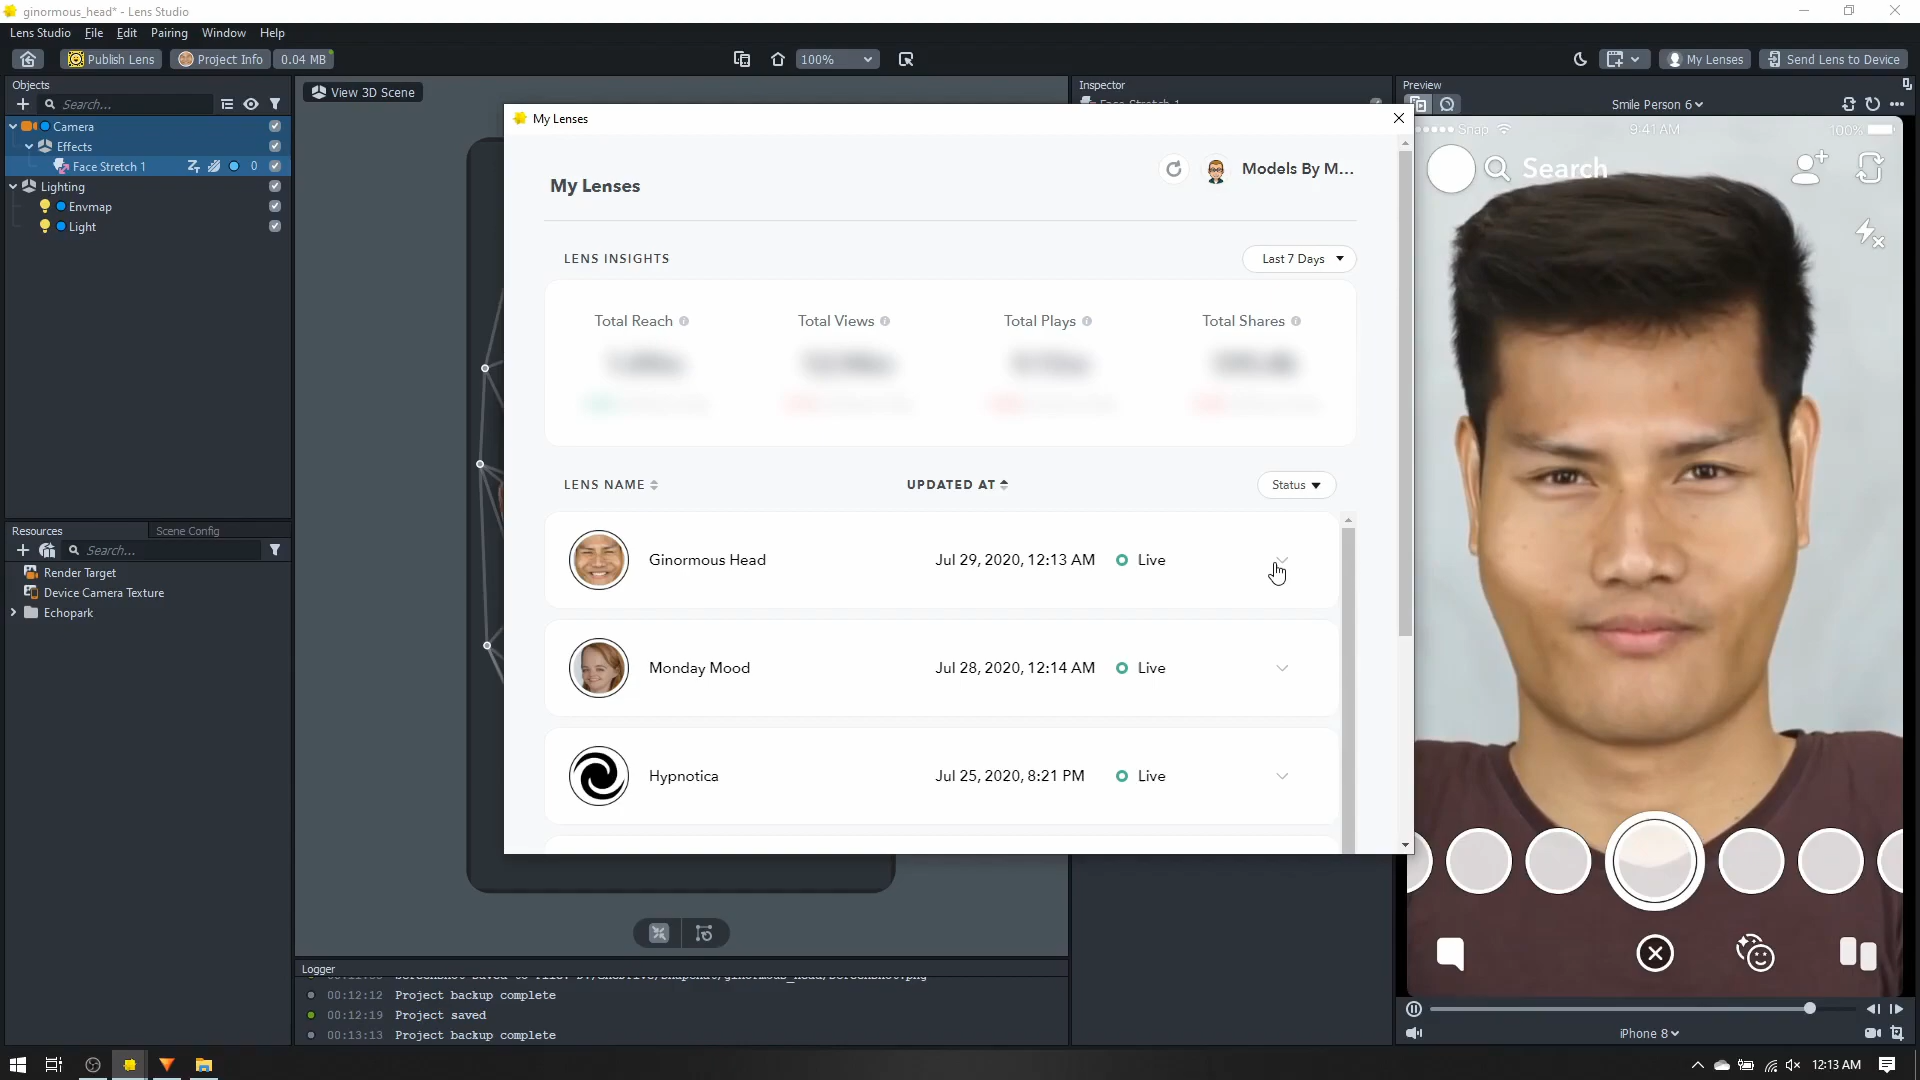 ginormous_head* - Lens Studio
Lens Studio File Edit Pairing Window Help
Publish Lens Project Info 0.04 MB 100% My Lenses Send Lens to Device
Objects
Search...
Camera
Effects
Face Stretch 1 0
Lighting
Envmap
Light
Resources Scene Config
Search...
Render Target
Device Camera Texture
Echopark
View 3D Scene
Inspector
Face Stretch 1
My Lenses
My Lenses
Models By M...
LENS INSIGHTS
Last 7 Days
Total Reach Total Views Total Plays Total Shares
LENS NAME UPDATED AT Status
Ginormous Head Jul 29, 2020, 12:13 AM Live
Monday Mood Jul 28, 2020, 12:14 AM Live
Hypnotica Jul 25, 2020, 8:21 PM Live
Logger
00:12:12 Project backup complete
00:12:19 Project saved
00:13:13 Project backup complete
Preview
Smile Person 6
Snap 9:41 AM 100%
Search
iPhone 8
12:13 AM